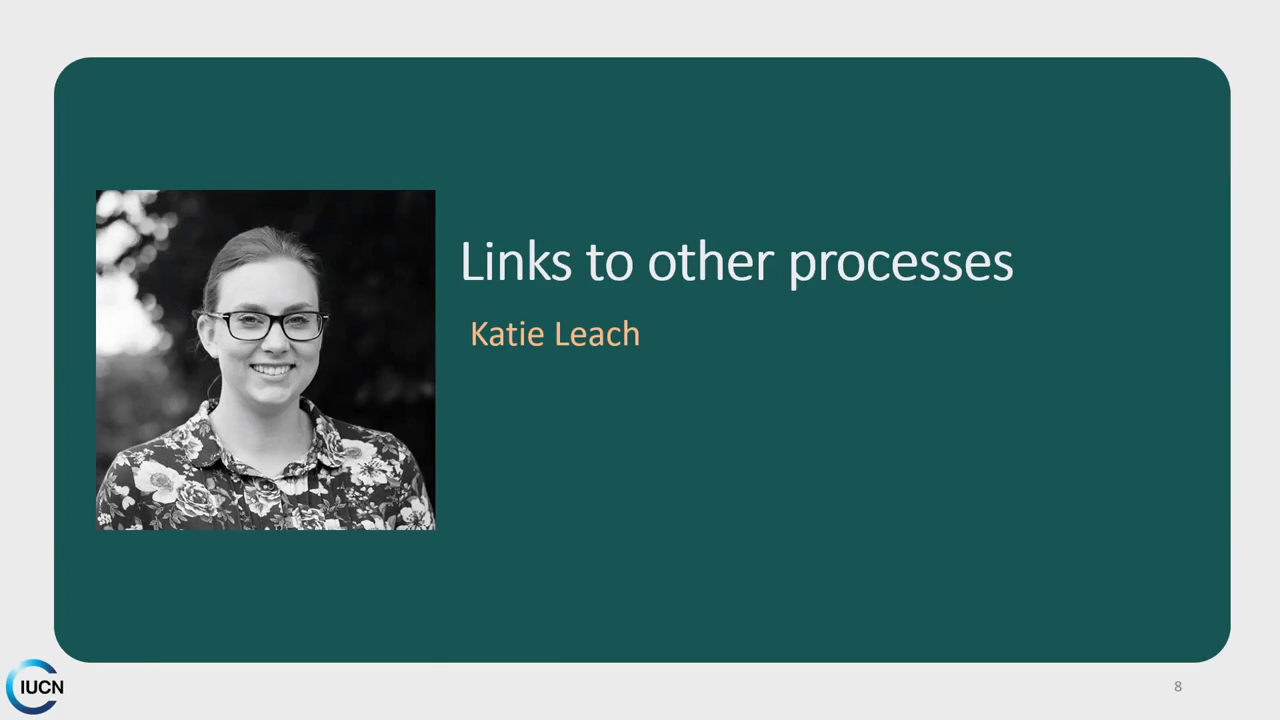 Links to other processes
Katie Leach
IUCN
8